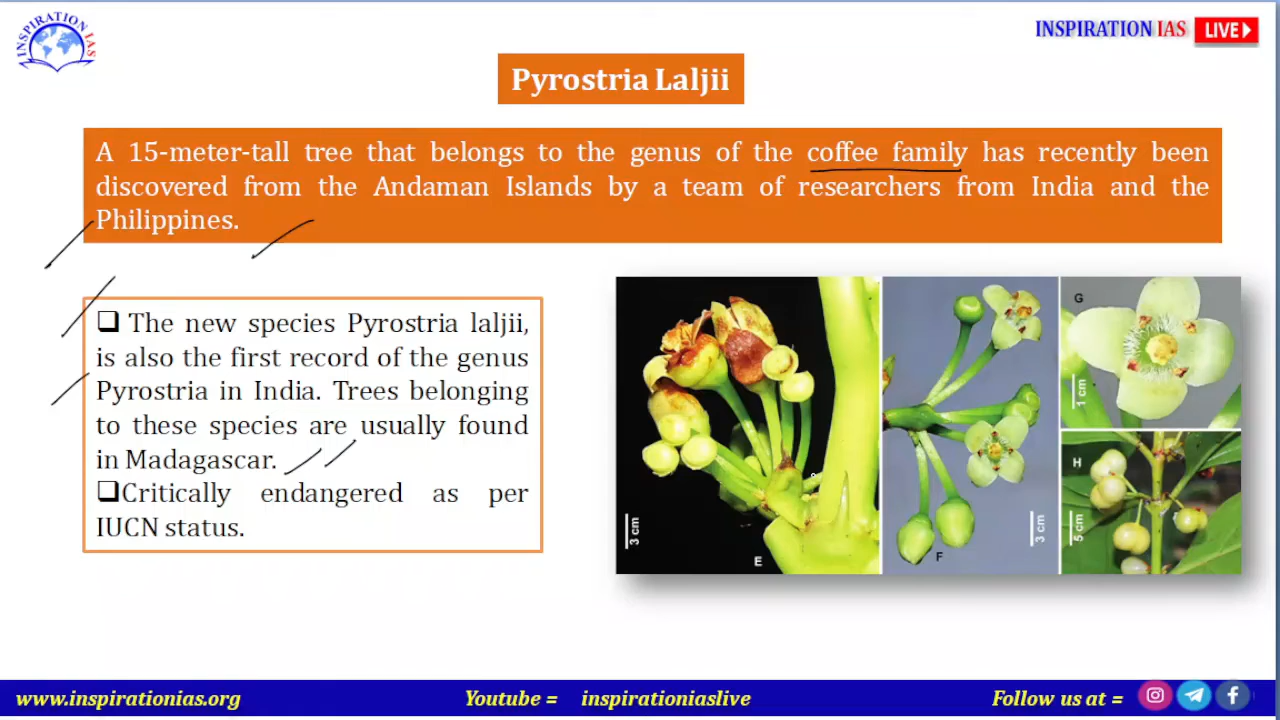 INSPIRATION IAS
INSPIRATION IAS LIVE
Pyrostria Laljii
A 15-meter-tall tree that belongs to the genus of the coffee family has recently been
discovered from the Andaman Islands by a team of researchers from India and the
Philippines.
❑ The new species Pyrostria laljii,
is also the first record of the genus
Pyrostria in India. Trees belonging
to these species are usually found
in Madagascar.
❑Critically endangered as per
IUCN status.
3 cm
E
3 cm
F
G
1 cm
H
5 cm
www.inspirationias.org Youtube = inspirationiaslive Follow us at =